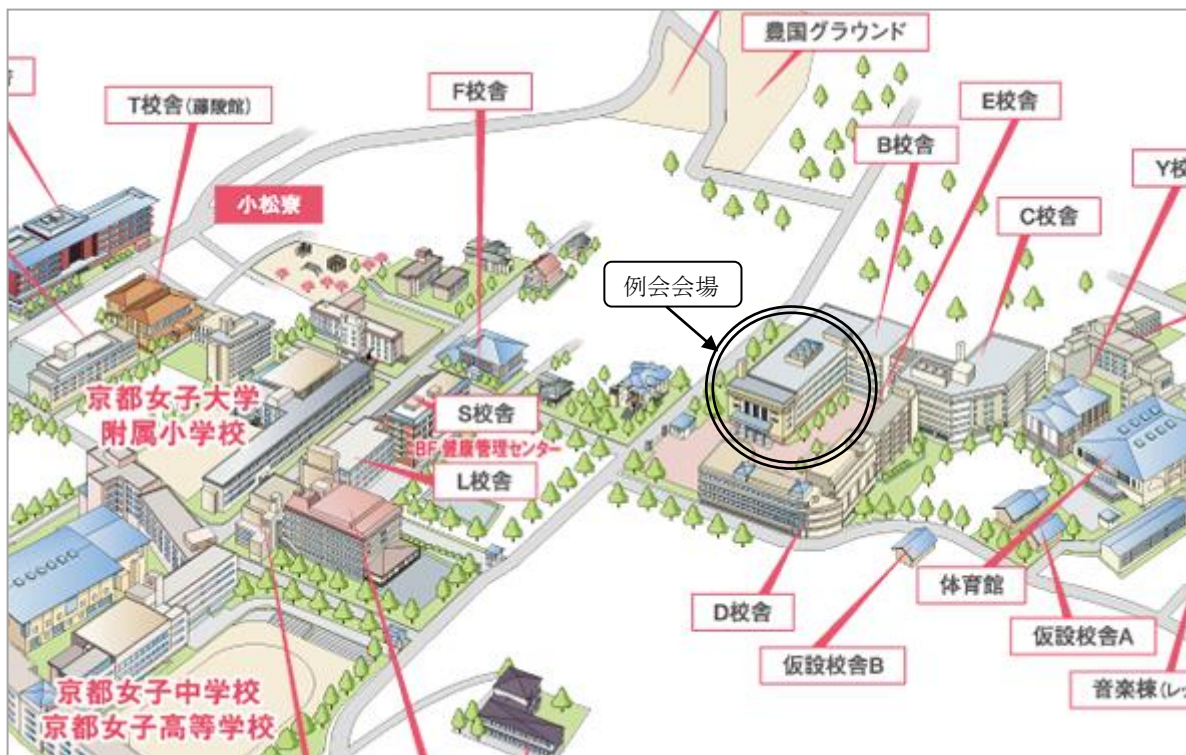 豊国グラウンド
T校舎(藤陵館)
F校舎
E校舎
B校舎
小松寮
C校舎
例会会場
京都女子大学
附属小学校
S校舎
BF 健康管理センター
L校舎
体育館
D校舎
仮設校舎B
仮設校舎A
京都女子中学校
京都女子高等学校
音楽棟